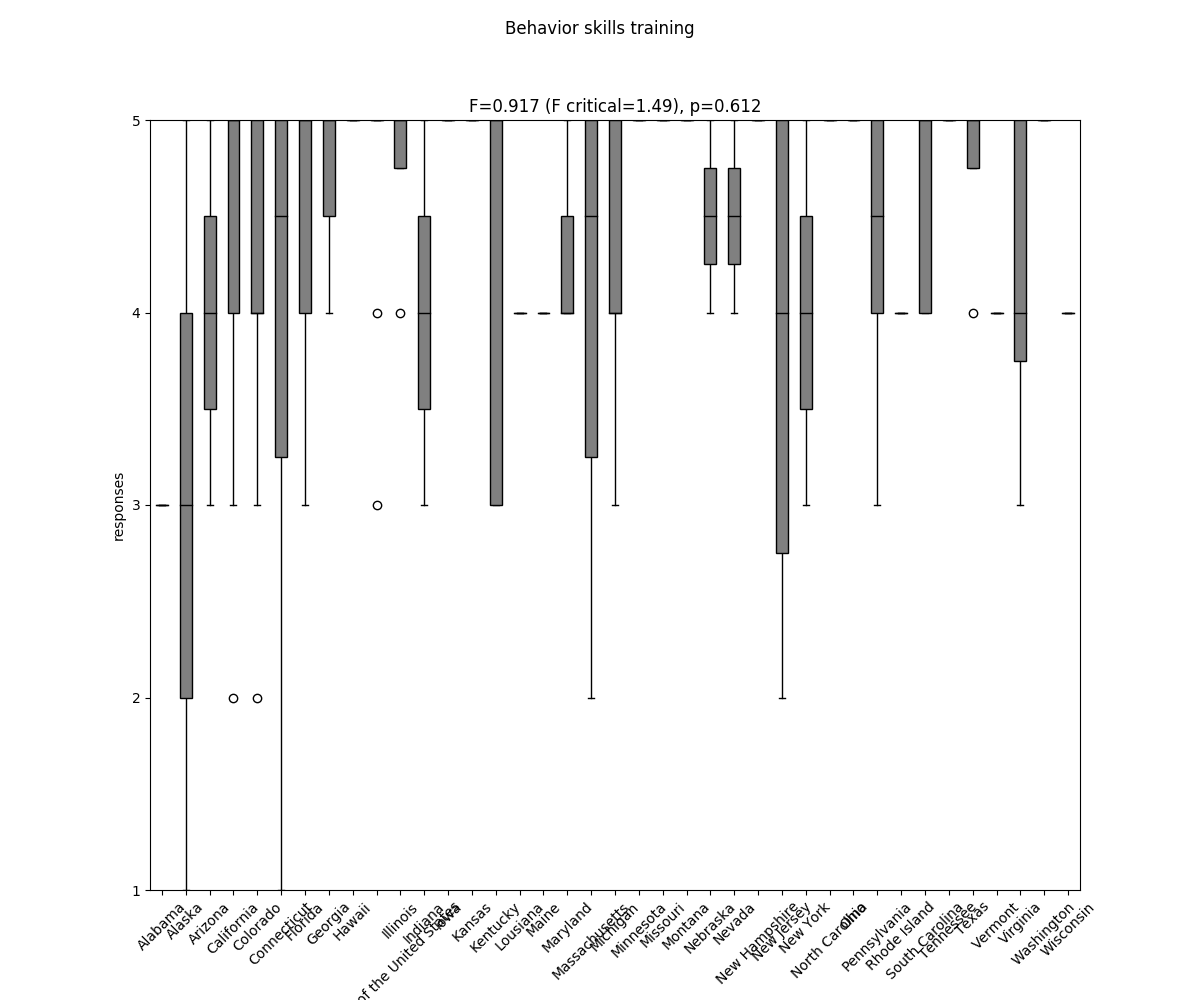 Behavior skills training
F=0.917 (F critical=1.49), p=0.612
5
4
3
2
1
responses
Alabama
Alaska
Arizona
California
Colorado
Connecticut
Florida
Georgia
Hawaii
of the United States
Illinois
Indiana
Iowa
Kansas
Kentucky
Lousiana
Maine
Maryland
Massachusetts
Michigan
Minnesota
Missouri
Montana
Nebraska
Nevada
New Hampshire
New Jersey
New York
North Carolina
Ohio
Pennsylvania
Rhode Island
South Carolina
Tennessee
Texas
Vermont
Virginia
Washington
Wisconsin